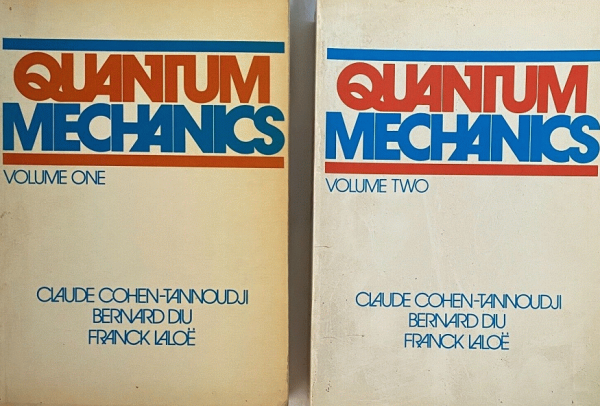 QUANTUM
MECHANICS
VOLUME ONE
CLAUDE COHEN-TANNOUDJI
BERNARD DIU
FRANCK LALOË
QUANTUM
MECHANICS
VOLUME TWO
CLAUDE COHEN-TANNOUDJI
BERNARD DIU
FRANCK LALOË